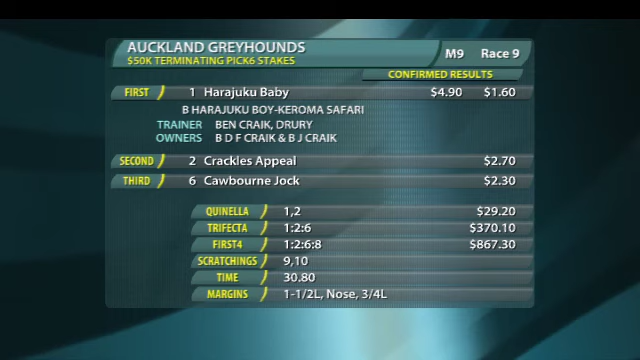 AUCKLAND GREYHOUNDS
$50K TERMINATING PICK6 STAKES
M9 Race 9
CONFIRMED RESULTS
FIRST 1 Harajuku Baby $4.90 $1.60
B HARAJUKU BOY-KEROMA SAFARI
TRAINER BEN CRAIK, DRURY
OWNERS B D F CRAIK & B J CRAIK
SECOND 2 Crackles Appeal $2.70
THIRD 6 Cawbourne Jock $2.30
QUINELLA 1,2 $29.20
TRIFECTA 1:2:6 $370.10
FIRST4 1:2:6:8 $867.30
SCRATCHINGS 9,10
TIME 30.80
MARGINS 1-1/2L, Nose, 3/4L